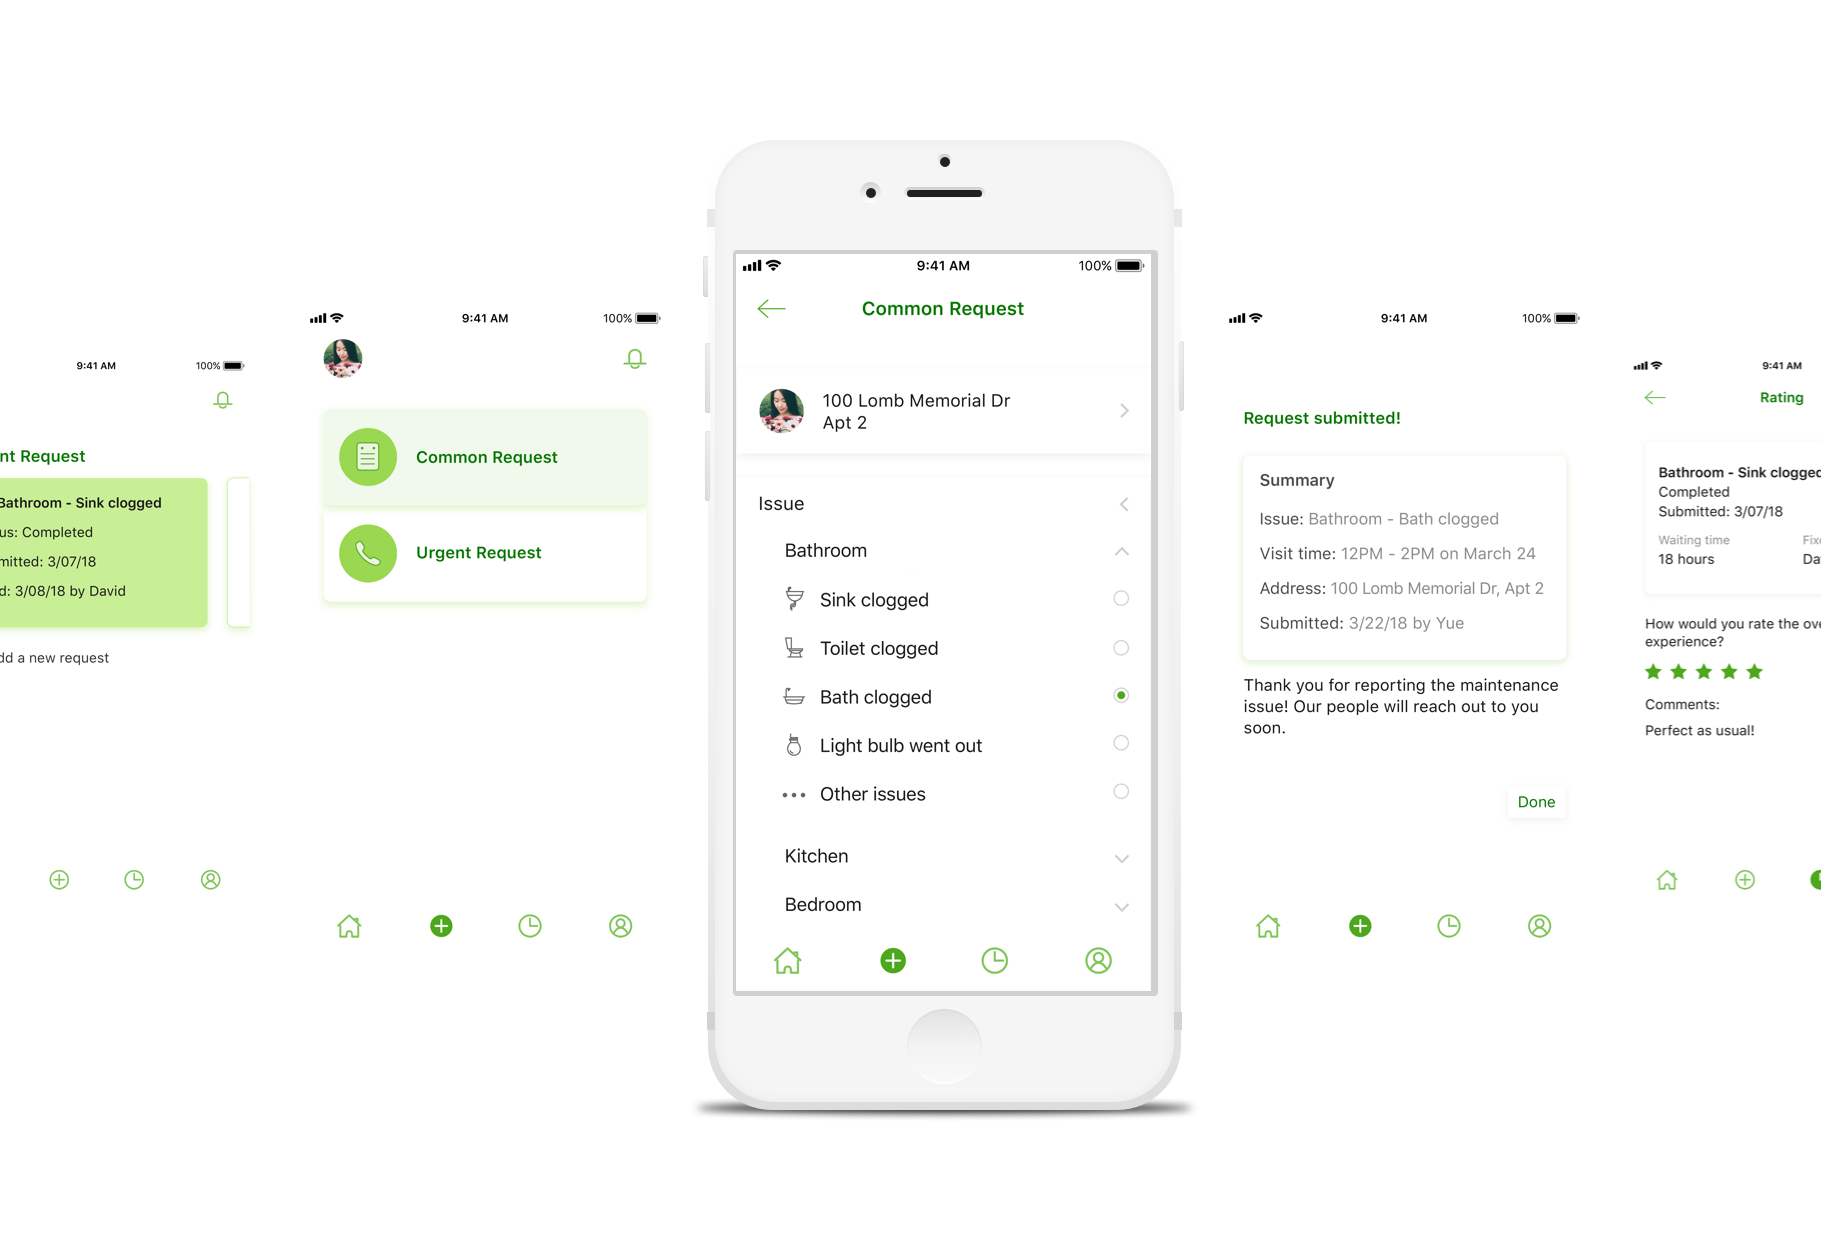 9:41 AM
100%
nt Request
Bathroom - Sink clogged
us: Completed
mitted: 3/07/18
d: 3/08/18 by David
dd a new request
9:41 AM
100%
Common Request
Urgent Request
9:41 AM
100%
Common Request
100 Lomb Memorial Dr
Apt 2
Issue
Bathroom
Sink clogged
Toilet clogged
Bath clogged
Light bulb went out
Other issues
Kitchen
Bedroom
9:41 AM
100%
Request submitted!
Summary
Issue: Bathroom - Bath clogged
Visit time: 12PM - 2PM on March 24
Address: 100 Lomb Memorial Dr, Apt 2
Submitted: 3/22/18 by Yue
Thank you for reporting the maintenance
issue! Our people will reach out to you
soon.
Done
9:41 AM
Rating
Bathroom - Sink clogged
Completed
Submitted: 3/07/18
Waiting time
Fix
18 hours
Da
How would you rate the ove
experience?
Comments:
Perfect as usual!